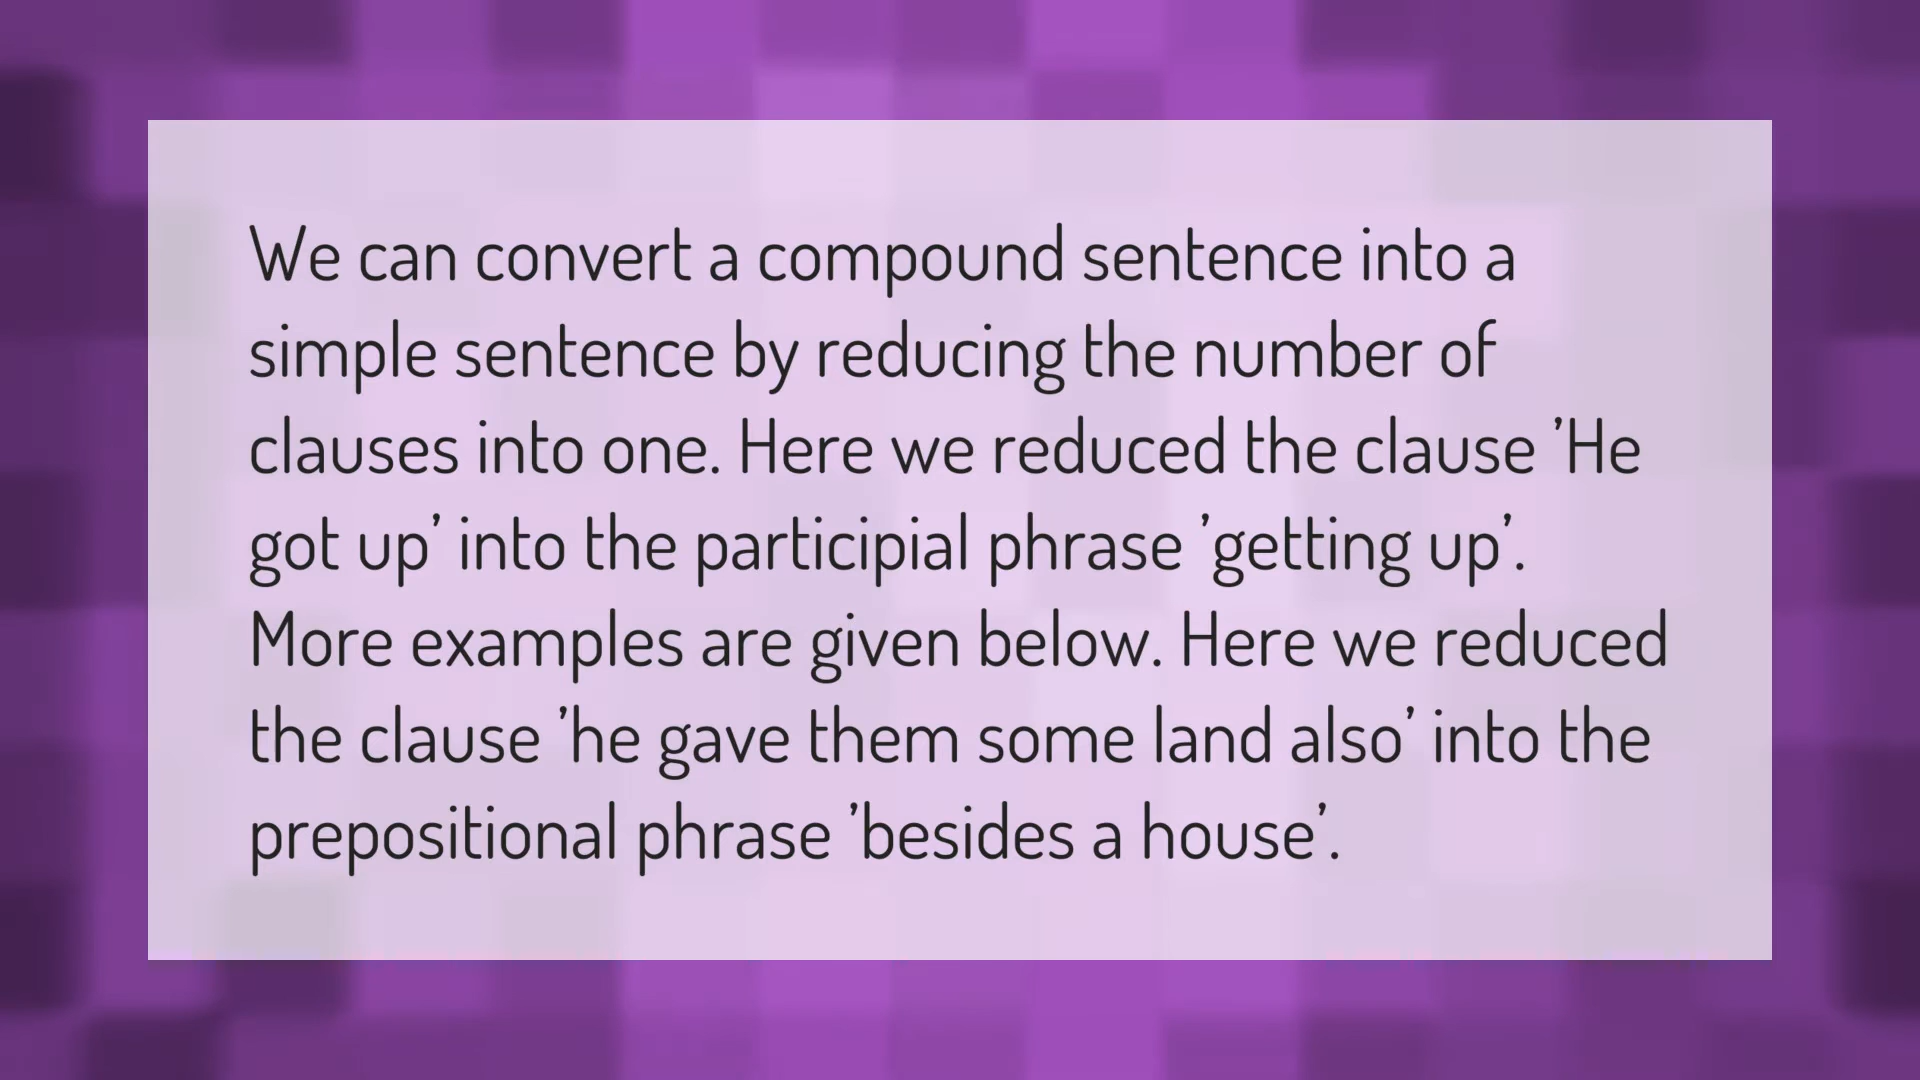 We can convert a compound sentence into a
simple sentence by reducing the number of
clauses into one. Here we reduced the clause ’He
got up’ into the participial phrase ’getting up’.
More examples are given below. Here we reduced
the clause ’he gave them some land also’ into the
prepositional phrase ’besides a house’.